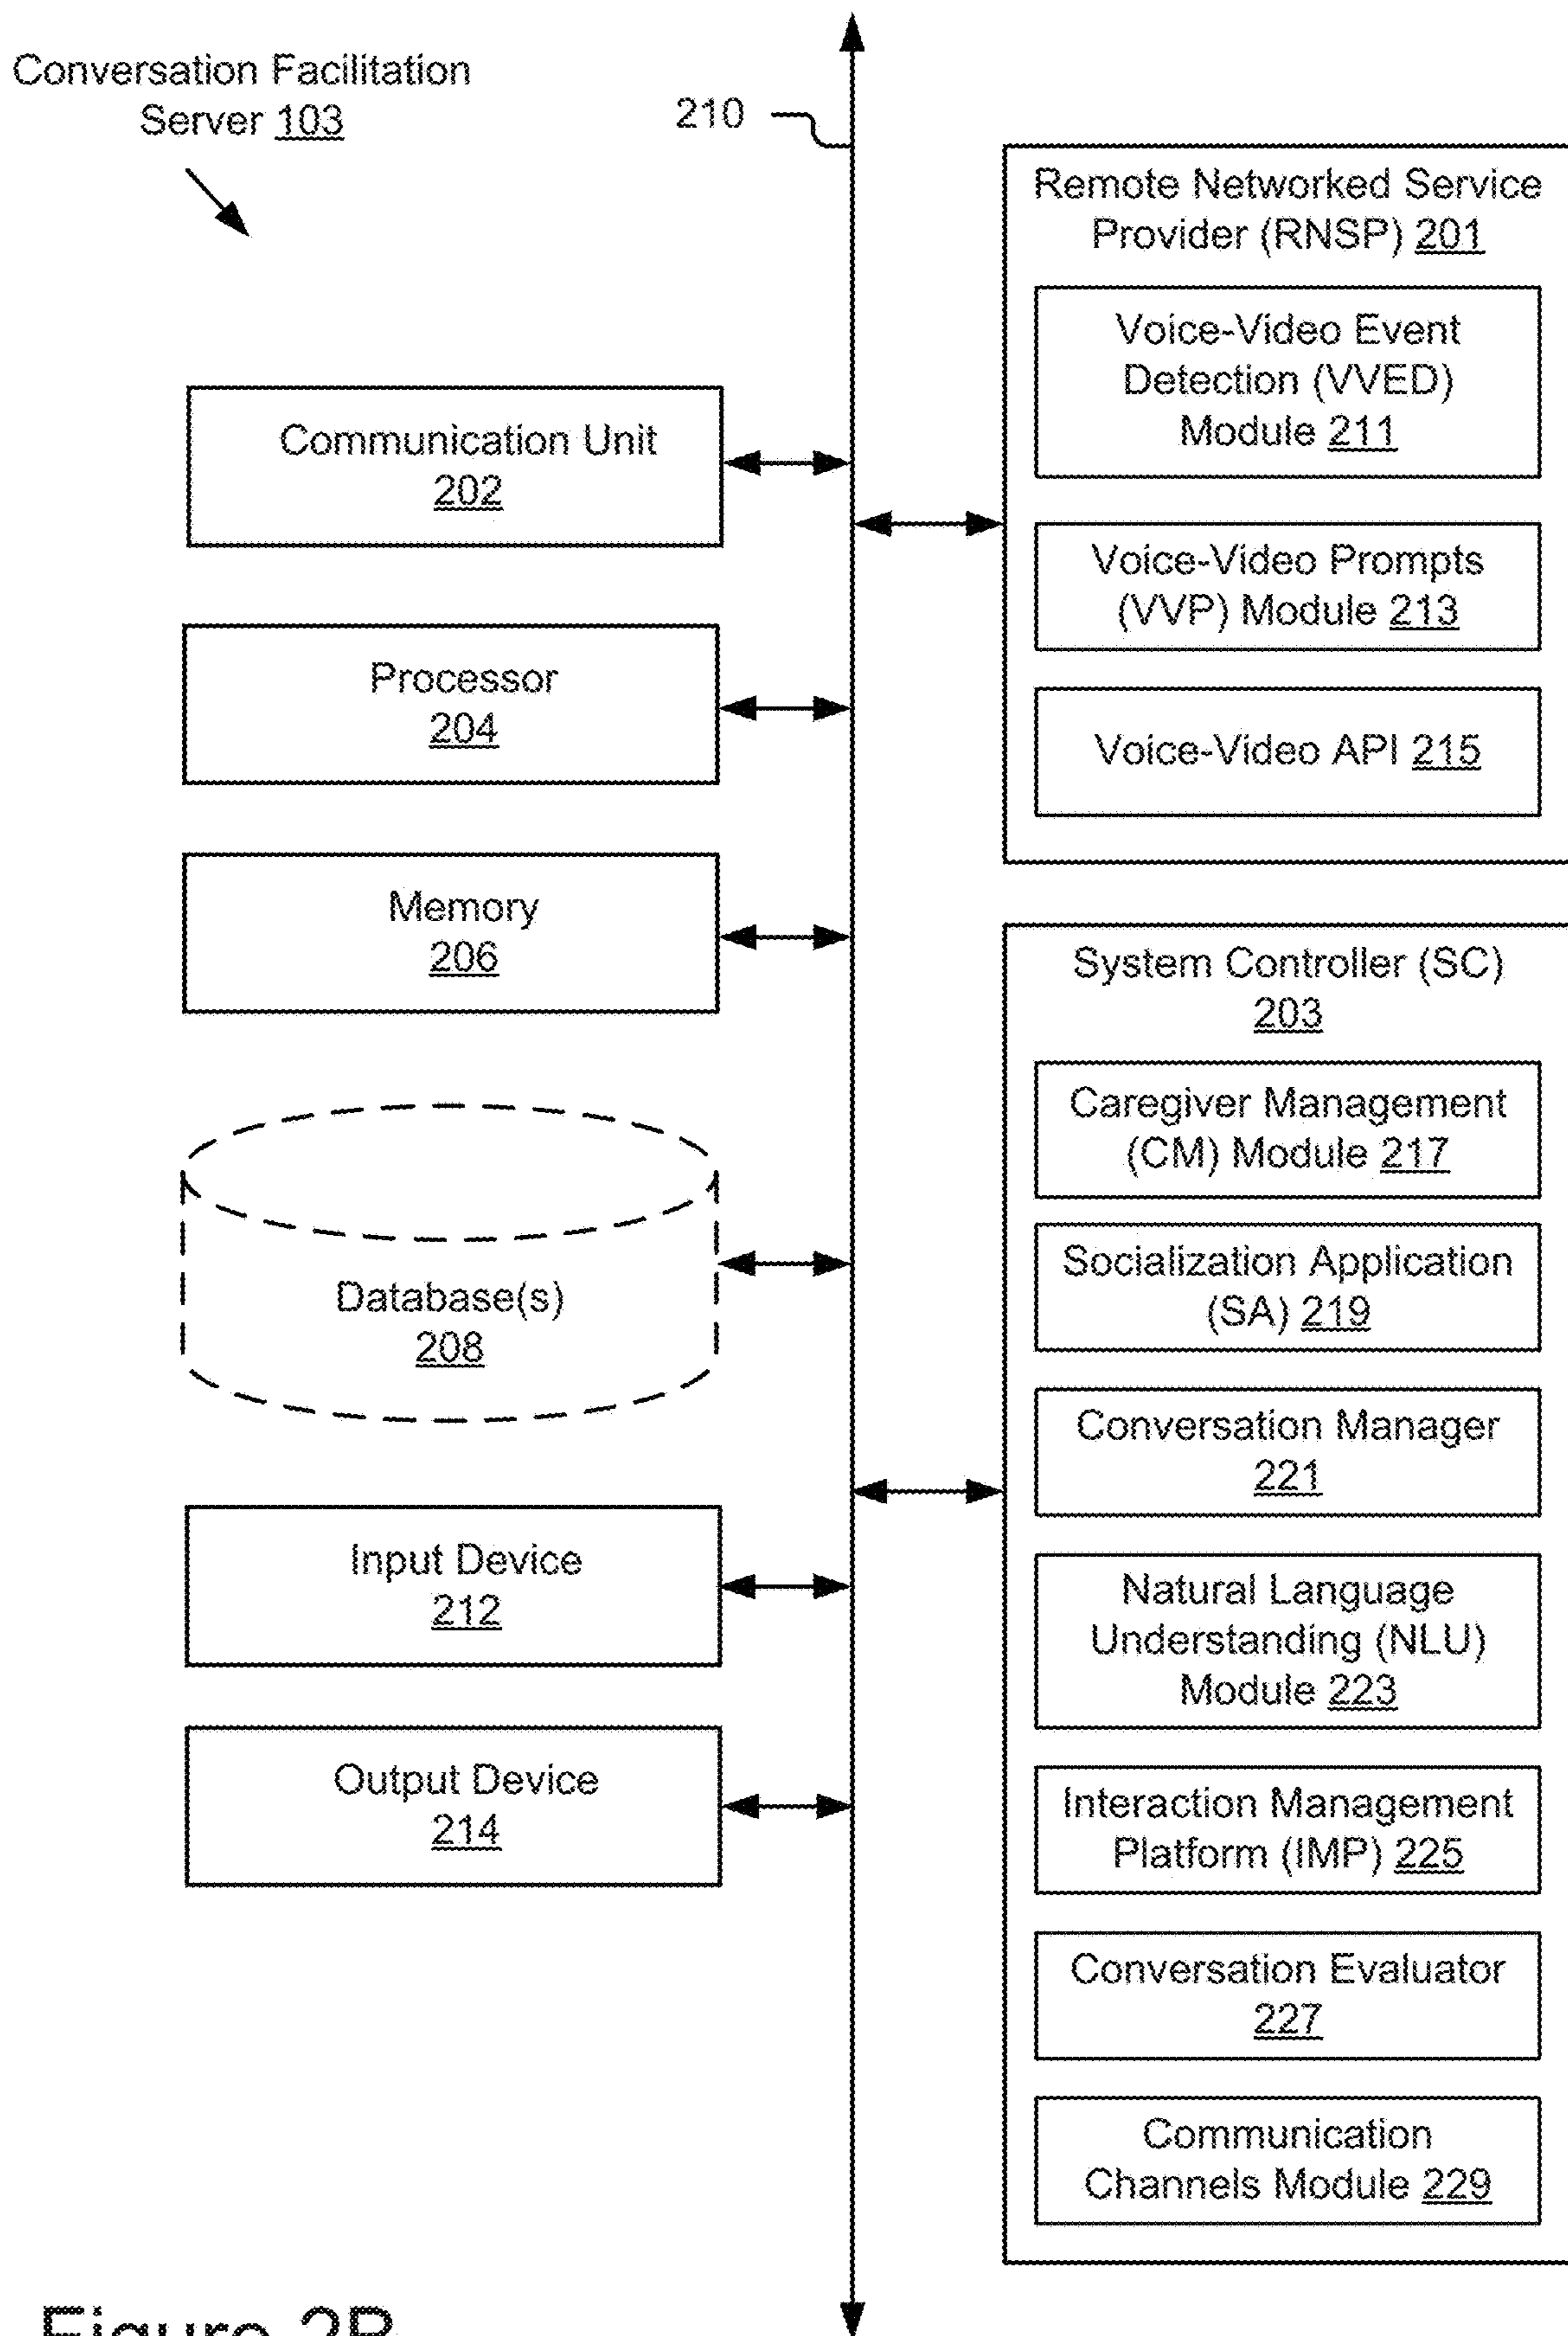 Conversation Facilitation
Server 103
210
Remote Networked Service
Provider (RNSP) 201
Voice-Video Event
Detection (VVED)
Module 211
Voice-Video Prompts
(VVP) Module 213
Voice-Video API 215
Communication Unit
202
Processor
204
Memory
206
Database(s)
208
Input Device
212
Output Device
214
System Controller (SC)
203
Caregiver Management
(CM) Module 217
Socialization Application
(SA) 219
Conversation Manager
221
Natural Language
Understanding (NLU)
Module 223
Interaction Management
Platform (IMP) 225
Conversation Evaluator
227
Communication
Channels Module 229
Figure 2B